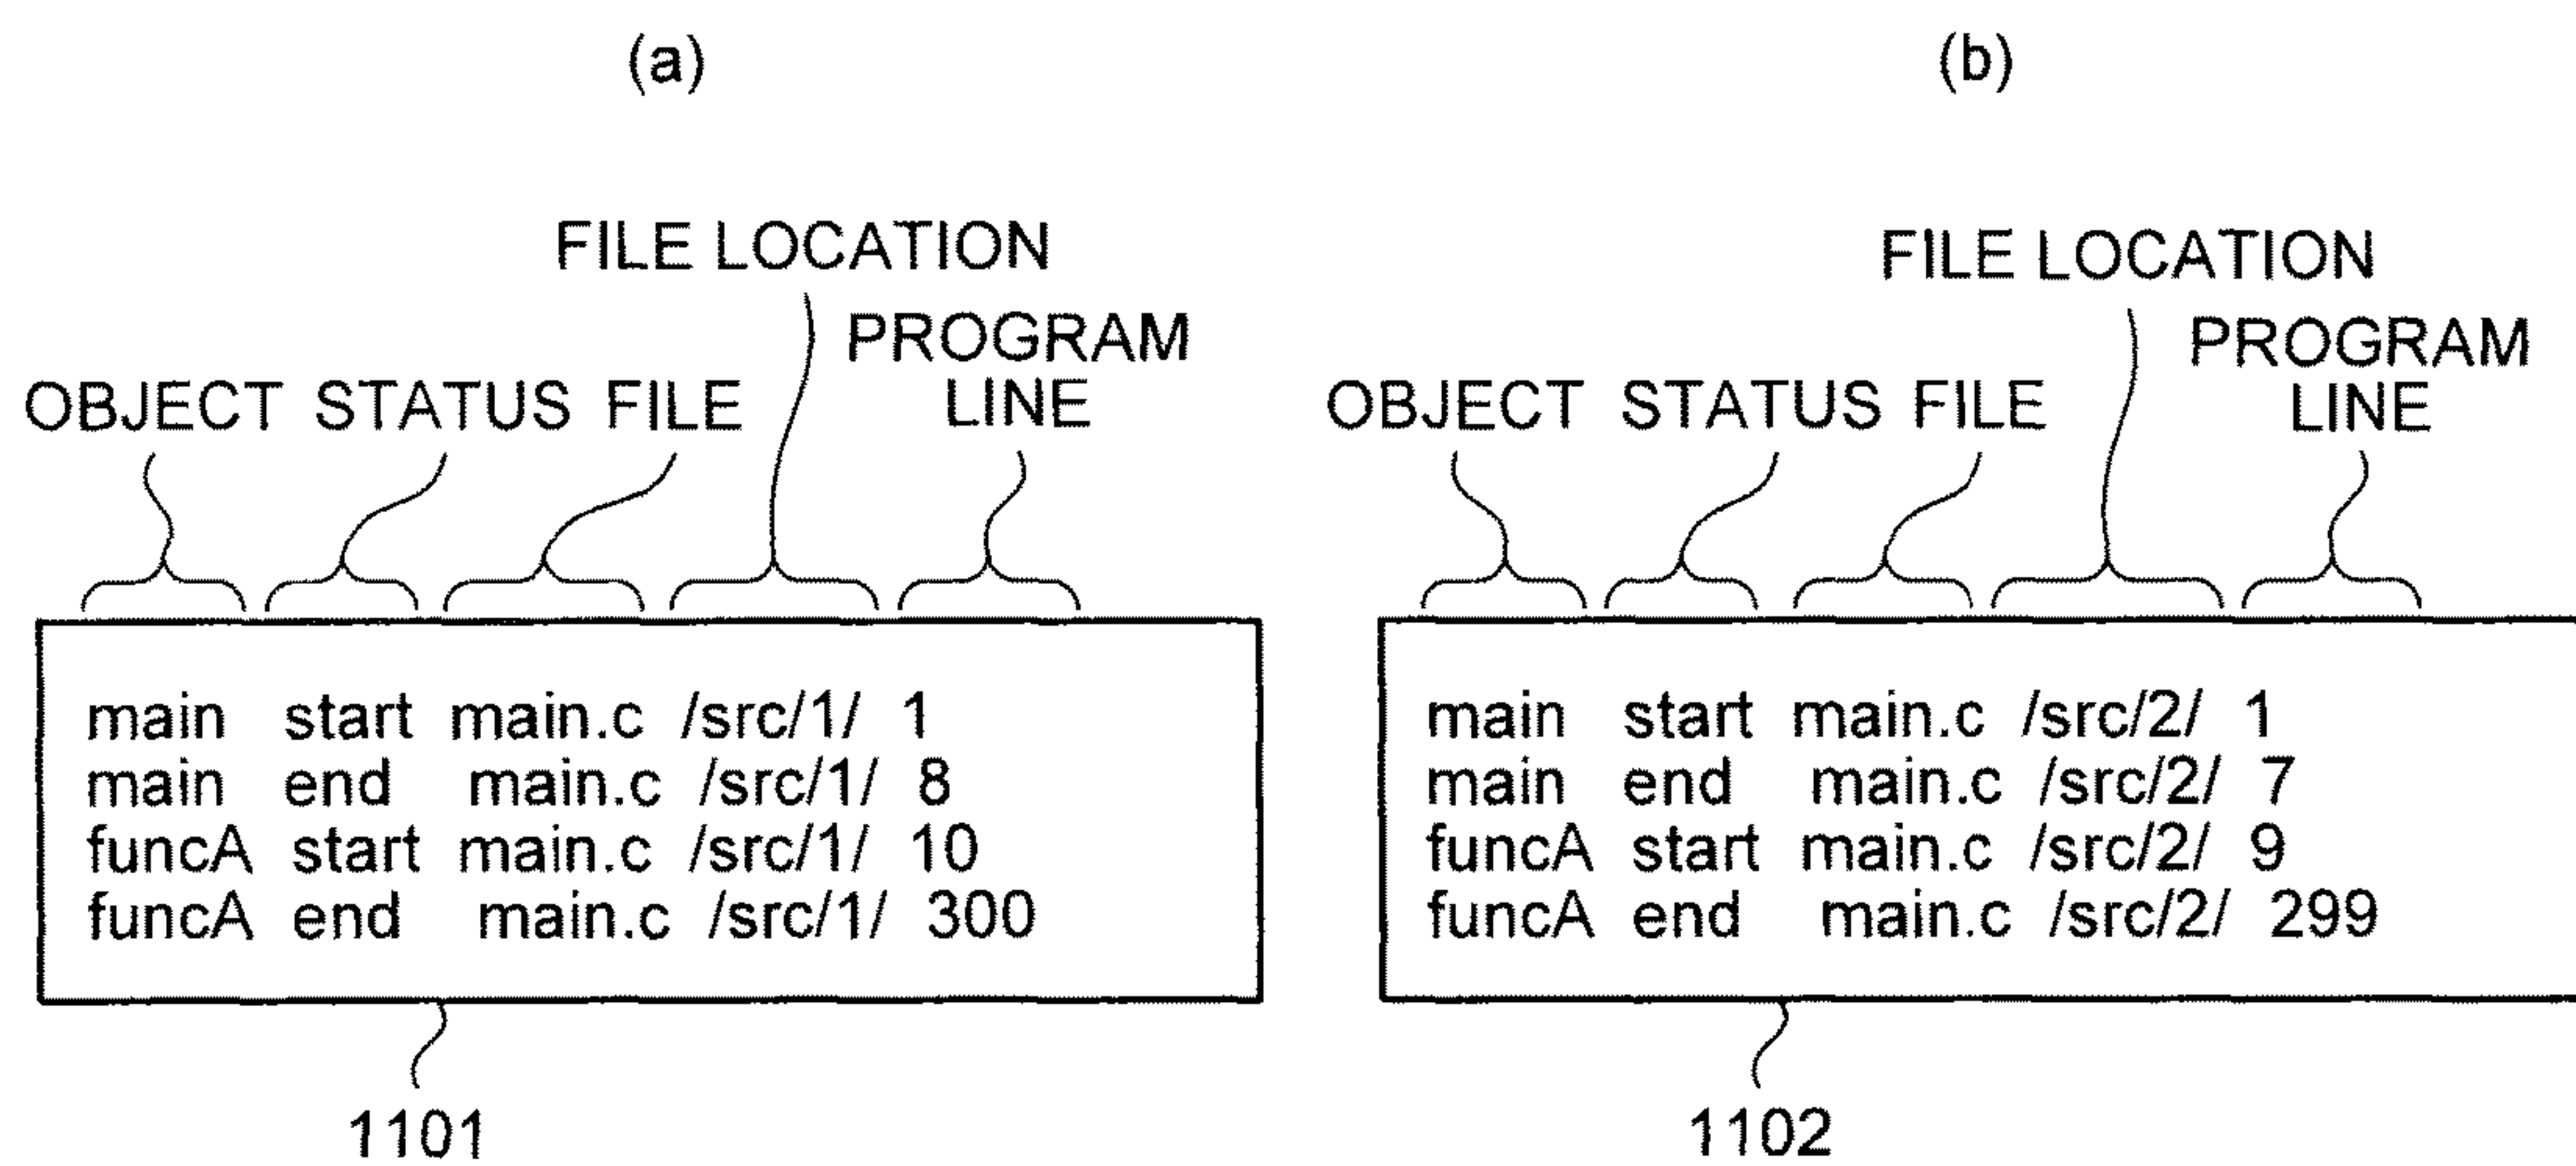 (a)
FILE LOCATION
PROGRAM
LINE
OBJECT STATUS FILE
main start main.c /src/1/ 1
main end main.c /src/1/ 8
funcA start main.c /src/1/ 10
funcA end main.c /src/1/ 300
1101
(b)
FILE LOCATION
PROGRAM
LINE
OBJECT STATUS FILE
main start main.c /src/2/ 1
main end main.c /src/2/ 7
funcA start main.c /src/2/ 9
funcA end main.c /src/2/ 299
1102